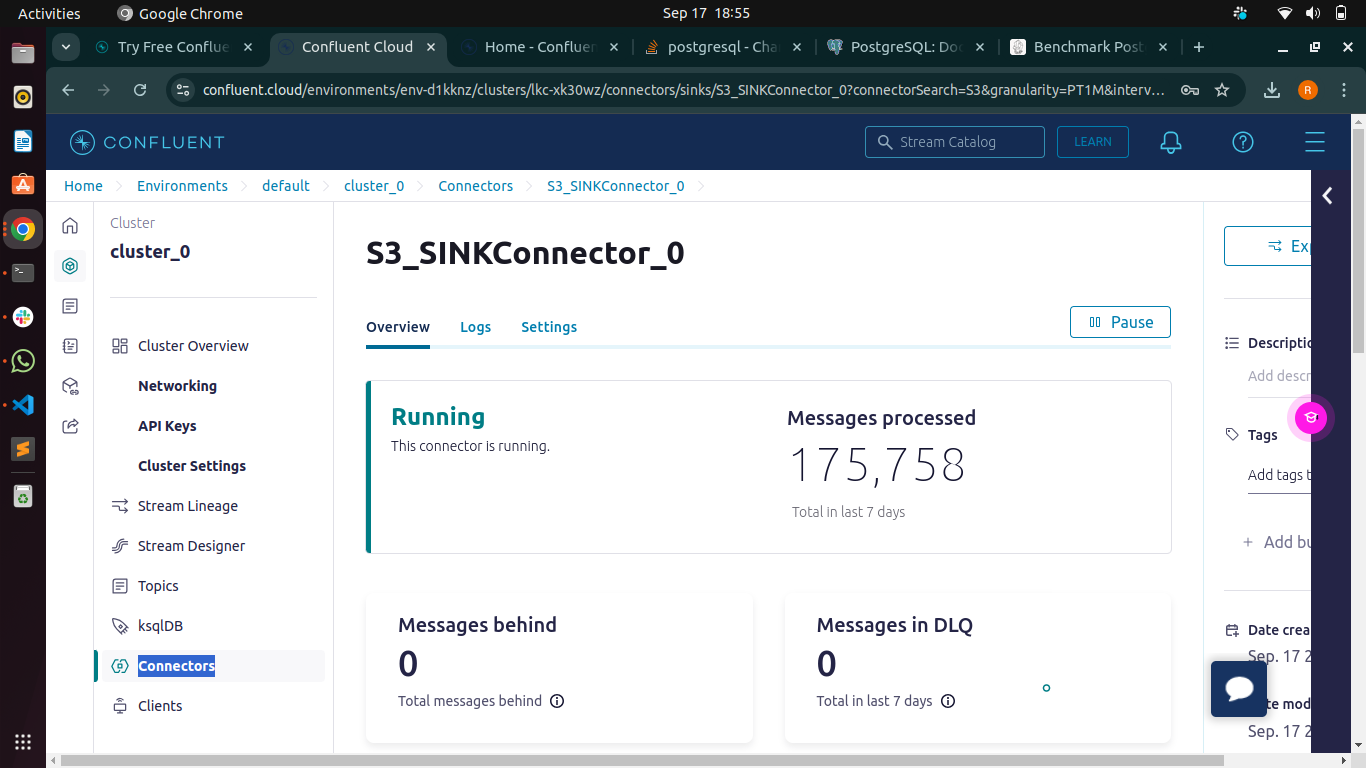 Activities
Google Chrome
Sep 17 18:55
Try Free Conflue
Confluent Cloud
Home - Confluen
postgresql - Cha
PostgreSQL: Doc
Benchmark Post
confluent.cloud/environments/env-d1kknz/clusters/lkc-xk30wz/connectors/sinks/S3_SINKConnector_0?connectorSearch=S3&granularity=PT1M&interv...
R
CONFLUENT
Stream Catalog
LEARN
Home
Environments
default
cluster_0
Connectors
S3_SINKConnector_0
Cluster
cluster_0
Cluster Overview
Networking
API Keys
Cluster Settings
Stream Lineage
Stream Designer
Topics
ksqlDB
Connectors
Clients
S3_SINKConnector_0
Overview
Logs
Settings
Pause
Running
This connector is running.
Messages processed
175,758
Total in last 7 days
Messages behind
0
Total messages behind
Messages in DLQ
0
Total in last 7 days
Exp
Descriptio
Add descr
Tags
Add tags t
Add bu
Date crea
Sep. 17 2
te mod
Sep. 17 2